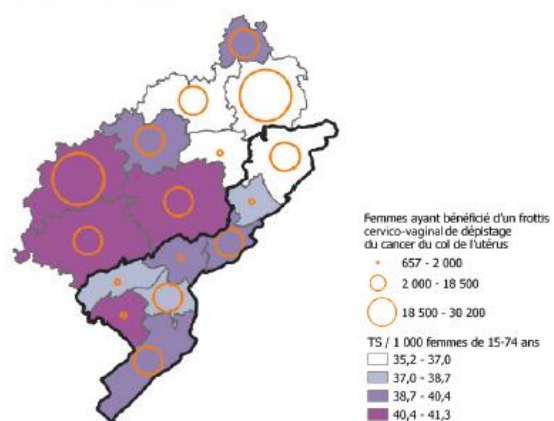 Femmes ayant bénéficié d'un frottis
cervico-vaginal de dépistage
du cancer du col de l'utérus
657 - 2 000
2 000 - 18 500
18 500 - 30 200
TS / 1 000 femmes de 15-74 ans
35,2 - 37,0
37,0 - 38,7
38,7 - 40,4
40,4 - 41,3